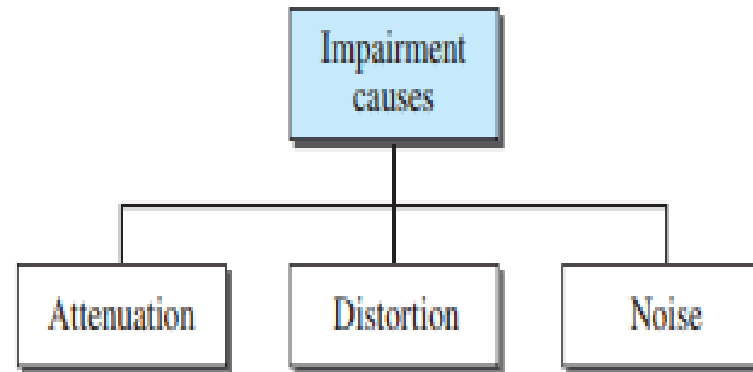 Impairment
causes
Attenuation
Distortion
Noise